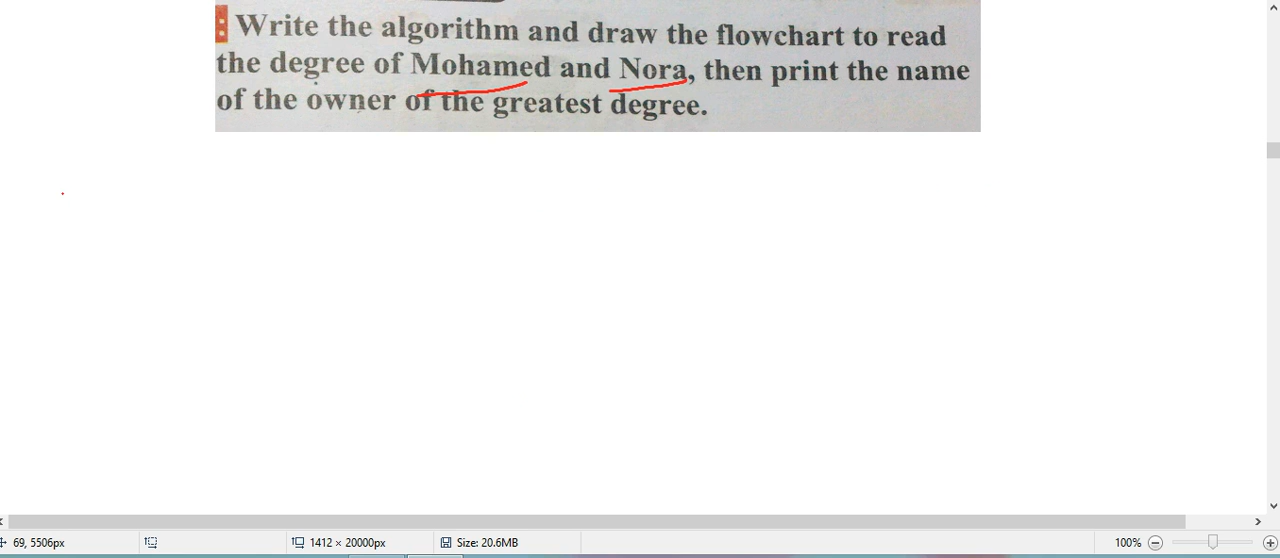 : Write the algorithm and draw the flowchart to read
the degree of Mohamed and Nora, then print the name
of the owner of the greatest degree.
69, 5506px
1412 × 20000px
Size: 20.6MB
100%